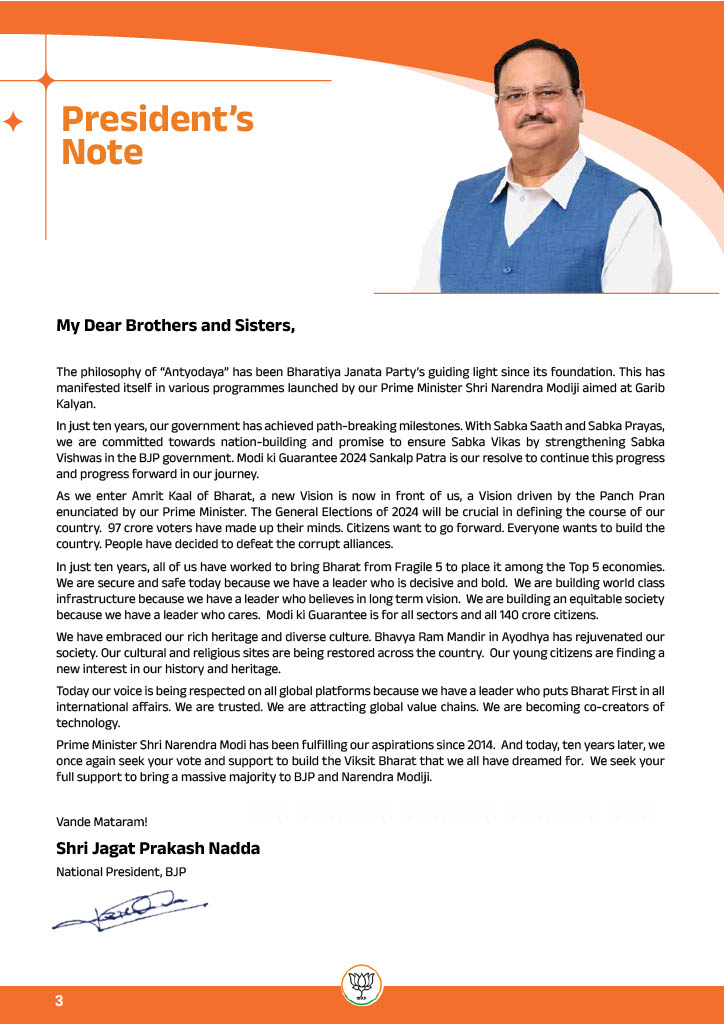 President's
Note
My Dear Brothers and Sisters,
The philosophy of “Antyodaya” has been Bharatiya Janata Party’s guiding light since its foundation. This has
manifested itself in various programmes launched by our Prime Minister Shri Narendra Modiji aimed at Garib
Kalyan.
In just ten years, our government has achieved path-breaking milestones. With Sabka Saath and Sabka Prayas,
we are committed towards nation-building and promise to ensure Sabka Vikas by strengthening Sabka
Vishwas in the BJP government. Modi ki Guarantee 2024 Sankalp Patra is our resolve to continue this progress
and progress forward in our journey.
As we enter Amrit Kaal of Bharat, a new Vision is now in front of us, a Vision driven by the Panch Pran
enunciated by our Prime Minister. The General Elections of 2024 will be crucial in defining the course of our
country.  97 crore voters have made up their minds. Citizens want to go forward. Everyone wants to build the
country. People have decided to defeat the corrupt alliances.
In just ten years, all of us have worked to bring Bharat from Fragile 5 to place it among the Top 5 economies.
We are secure and safe today because we have a leader who is decisive and bold.  We are building world class
infrastructure because we have a leader who believes in long term vision.  We are building an equitable society
because we have a leader who cares.  Modi ki Guarantee is for all sectors and all 140 crore citizens.
We have embraced our rich heritage and diverse culture. Bhavya Ram Mandir in Ayodhya has rejuvenated our
society. Our cultural and religious sites are being restored across the country.  Our young citizens are finding a
new interest in our history and heritage.
Today our voice is being respected on all global platforms because we have a leader who puts Bharat First in all
international affairs. We are trusted. We are attracting global value chains. We are becoming co-creators of
technology.
Prime Minister Shri Narendra Modi has been fulfilling our aspirations since 2014.  And today, ten years later, we
once again seek your vote and support to build the Viksit Bharat that we all have dreamed for.  We seek your
full support to bring a massive majority to BJP and Narendra Modiji.
Vande Mataram!
Shri Jagat Prakash Nadda
National President, BJP
3